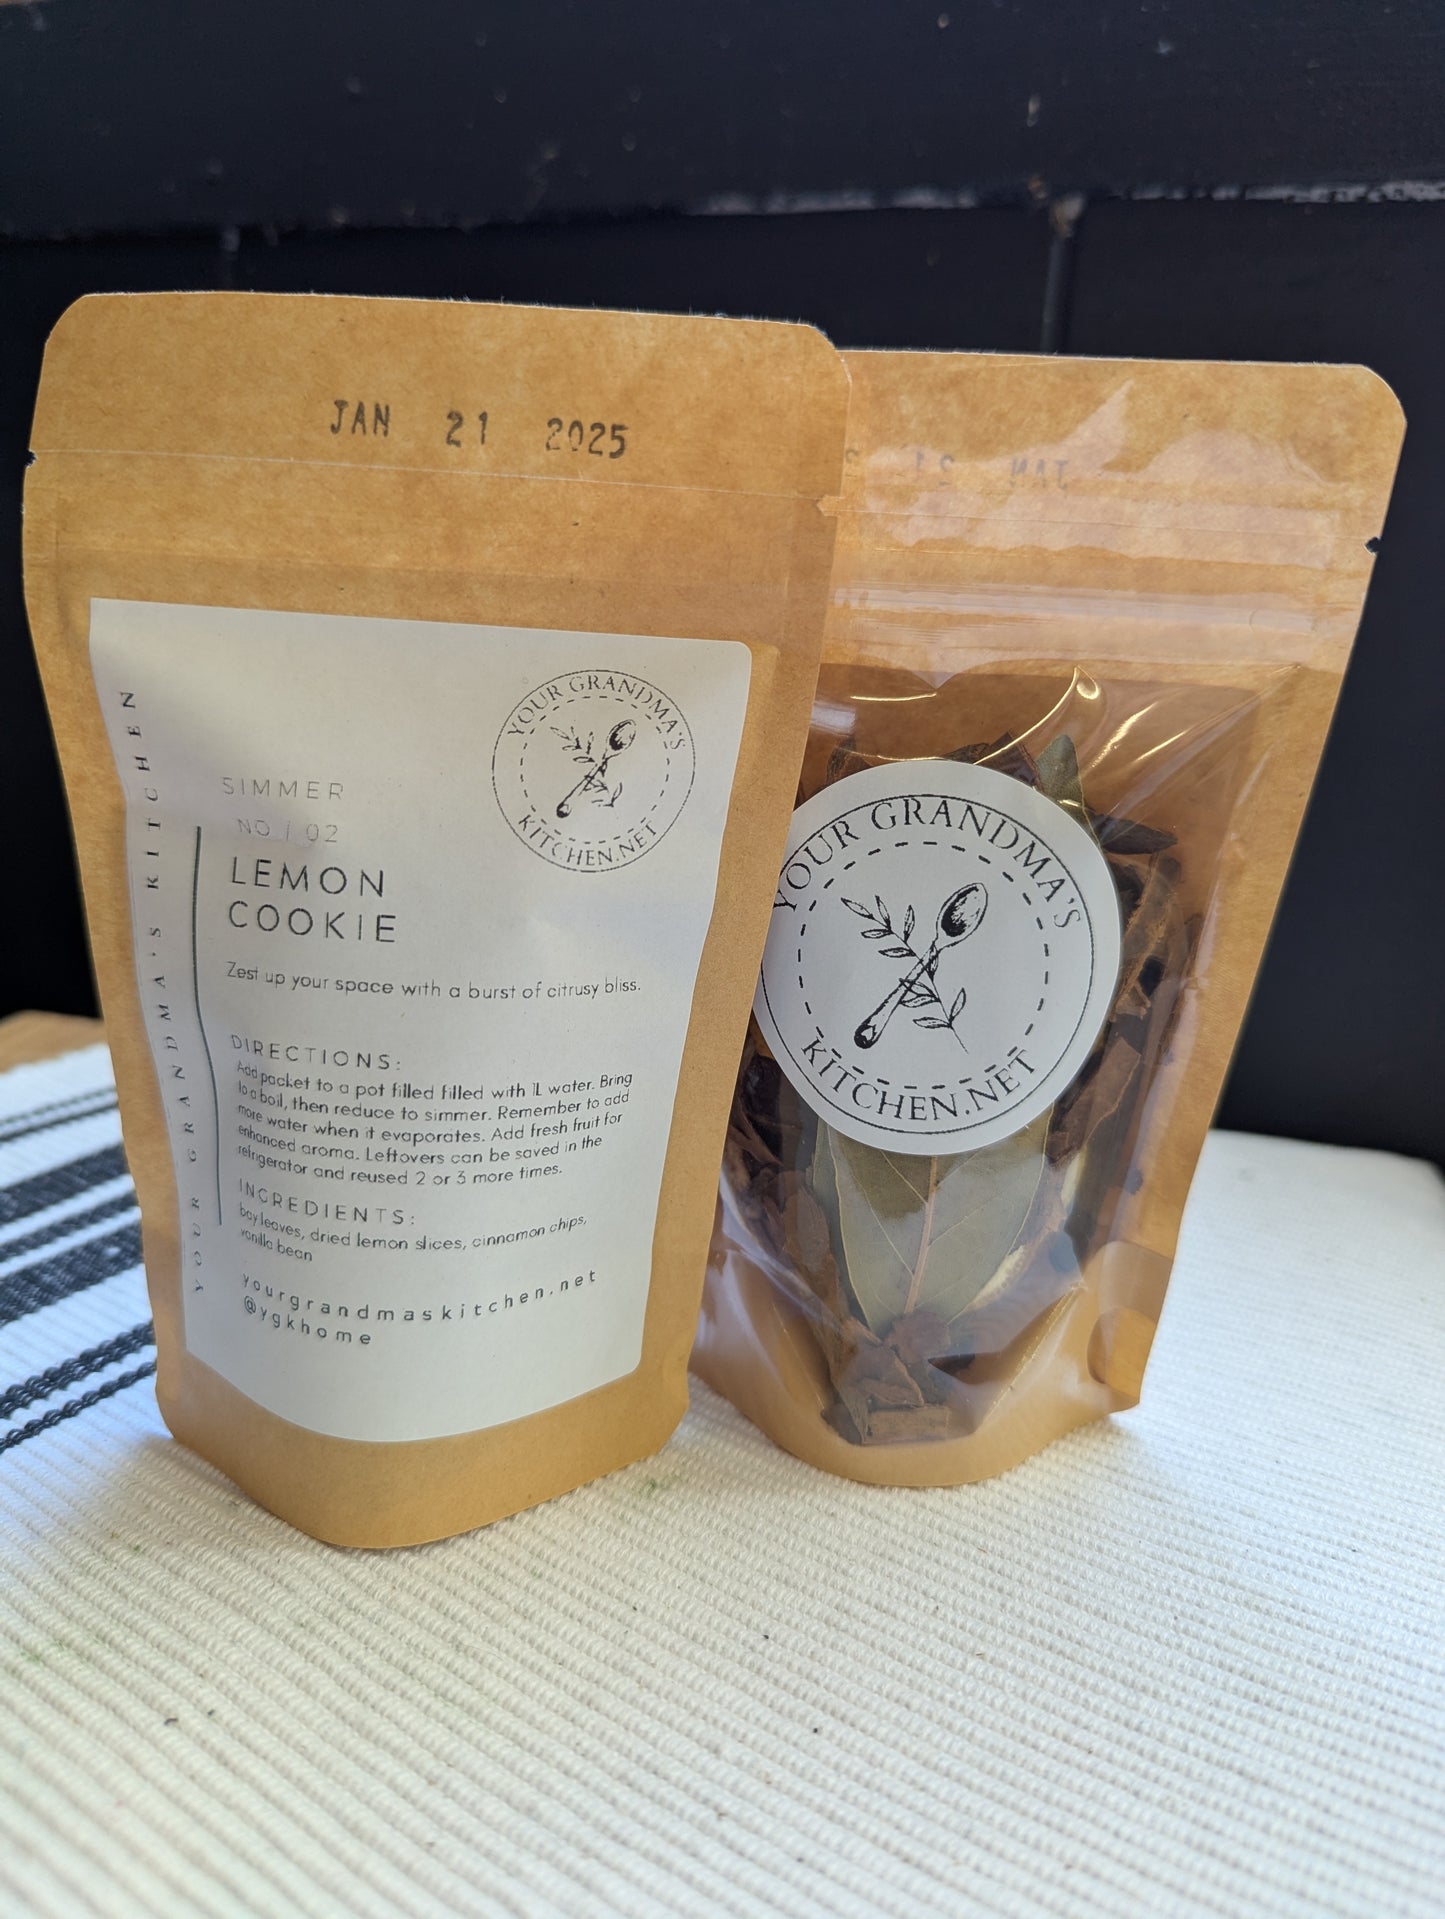 JAN 21 2025
YOUR GRANDMA'S KITCHEN
YOUR GRANDMA'S
KITCHEN.NET
SIMMER
NO | 02
LEMON
COOKIE
Zest up your space with a burst of citrusy bliss.
DIRECTIONS:
Add packet to a pot filled filled with 1L water. Bring
to a boil, then reduce to simmer. Remember to add
more water when it evaporates. Add fresh fruit for
enhanced aroma. Leftovers can be saved in the
refrigerator and reused 2 or 3 more times.
INGREDIENTS:
bay leaves, dried lemon slices, cinnamon chips,
vanilla bean
yourgrandmaskitchen.net
@ygkhome
JAN 21 2
YOUR GRANDMA'S
KITCHEN.NET